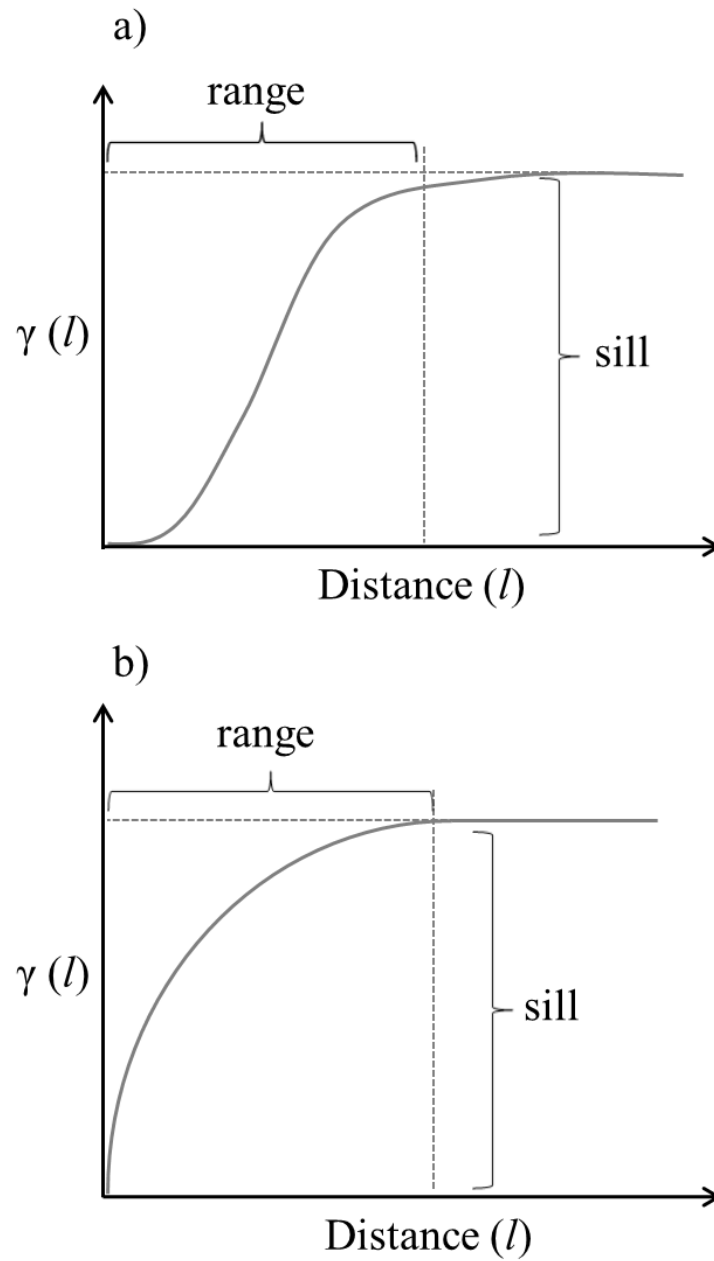 a)
range
γ (l)
sill
Distance (l)
b)
range
γ (l)
sill
Distance (l)